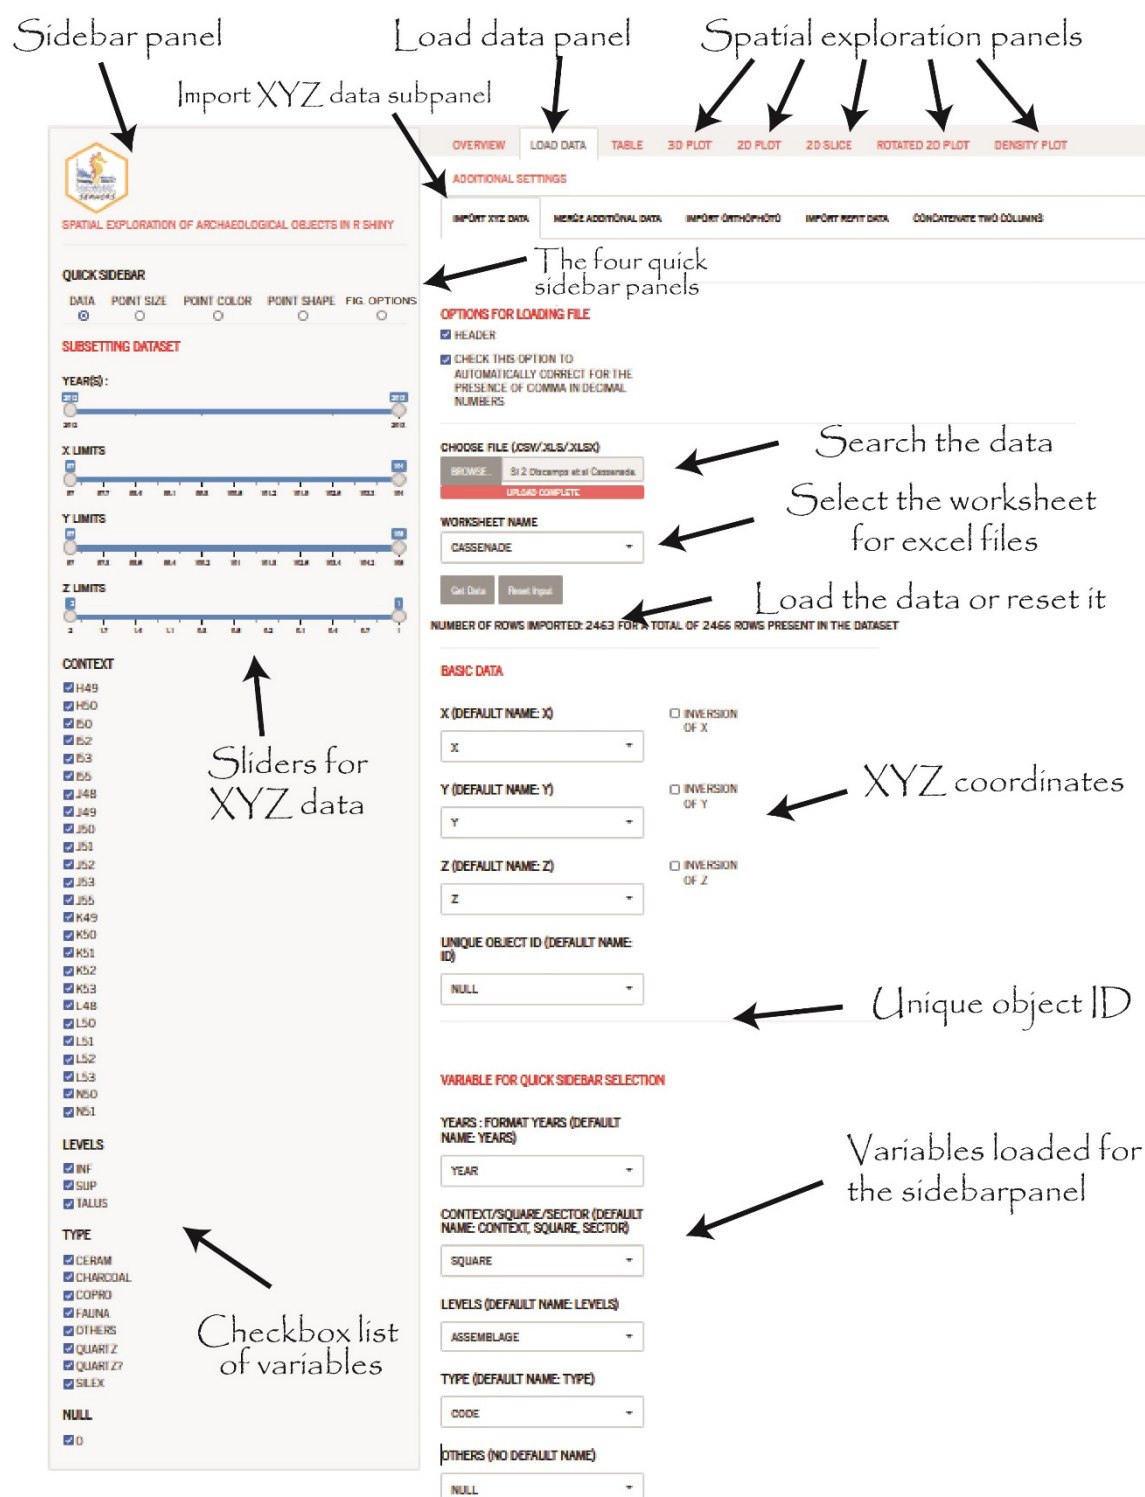 Sidebar panel
Load data panel
Spatial exploration panels
Import XYZ data subpanel
OVERVIEW LOAD DATA TABLE 3D PLOT 2D PLOT 2D SLICE ROTATED 2D PLOT DENSITY PLOT
ADDITIONAL SETTINGS
IMPORT XYZ DATA MERGE ADDITIONAL DATA IMPORT ORTHOPHOTO IMPORT REFIT DATA CONCATENATE TWO COLUMNS
SPATIAL EXPLORATION OF ARCHAEOLOGICAL OBJECTS IN R SHINY
The four quick
sidebar panels
QUICK SIDEBAR
DATA POINT SIZE POINT COLOR POINT SHAPE FIG. OPTIONS
SUBSETTING DATASET
YEAR(S) :
X LIMITS
Y LIMITS
Z LIMITS
CONTEXT
H49
H50
I50
I52
I53
I55
J48
J49
J50
J51
J52
J53
J55
K49
K50
K51
K52
K53
L48
L50
L51
L52
L53
N50
N51
LEVELS
INF
SUP
TALUS
TYPE
CERAM
CHARCOAL
COPRO
FAUNA
OTHERS
QUARTZ
QUARTZ?
SILEX
NULL
0
Sliders for
XYZ data
Checkbox list
of variables
OPTIONS FOR LOADING FILE
HEADER
CHECK THIS OPTION TO
AUTOMATICALLY CORRECT FOR THE
PRESENCE OF COMMA IN DECIMAL
NUMBERS
CHOOSE FILE (.CSV/.XLS/.XLSX)
BROWSE... SI 2 Discamps et al Cassenade.
UPLOAD COMPLETE
Search the data
WORKSHEET NAME
CASSENADE
Select the worksheet
for excel files
Get Data Reset Input
Load the data or reset it
NUMBER OF ROWS IMPORTED: 2463 FOR A TOTAL OF 2466 ROWS PRESENT IN THE DATASET
BASIC DATA
X (DEFAULT NAME: X)
X
INVERSION
OF X
Y (DEFAULT NAME: Y)
Y
INVERSION
OF Y
XYZ coordinates
Z (DEFAULT NAME: Z)
Z
INVERSION
OF Z
UNIQUE OBJECT ID (DEFAULT NAME:
ID)
NULL
Unique object ID
VARIABLE FOR QUICK SIDEBAR SELECTION
YEARS : FORMAT YEARS (DEFAULT
NAME: YEARS)
YEAR
Variables loaded for
the sidebarpanel
CONTEXT/SQUARE/SECTOR (DEFAULT
NAME: CONTEXT, SQUARE, SECTOR)
SQUARE
LEVELS (DEFAULT NAME: LEVELS)
ASSEMBLAGE
TYPE (DEFAULT NAME: TYPE)
CODE
OTHERS (NO DEFAULT NAME)
NULL